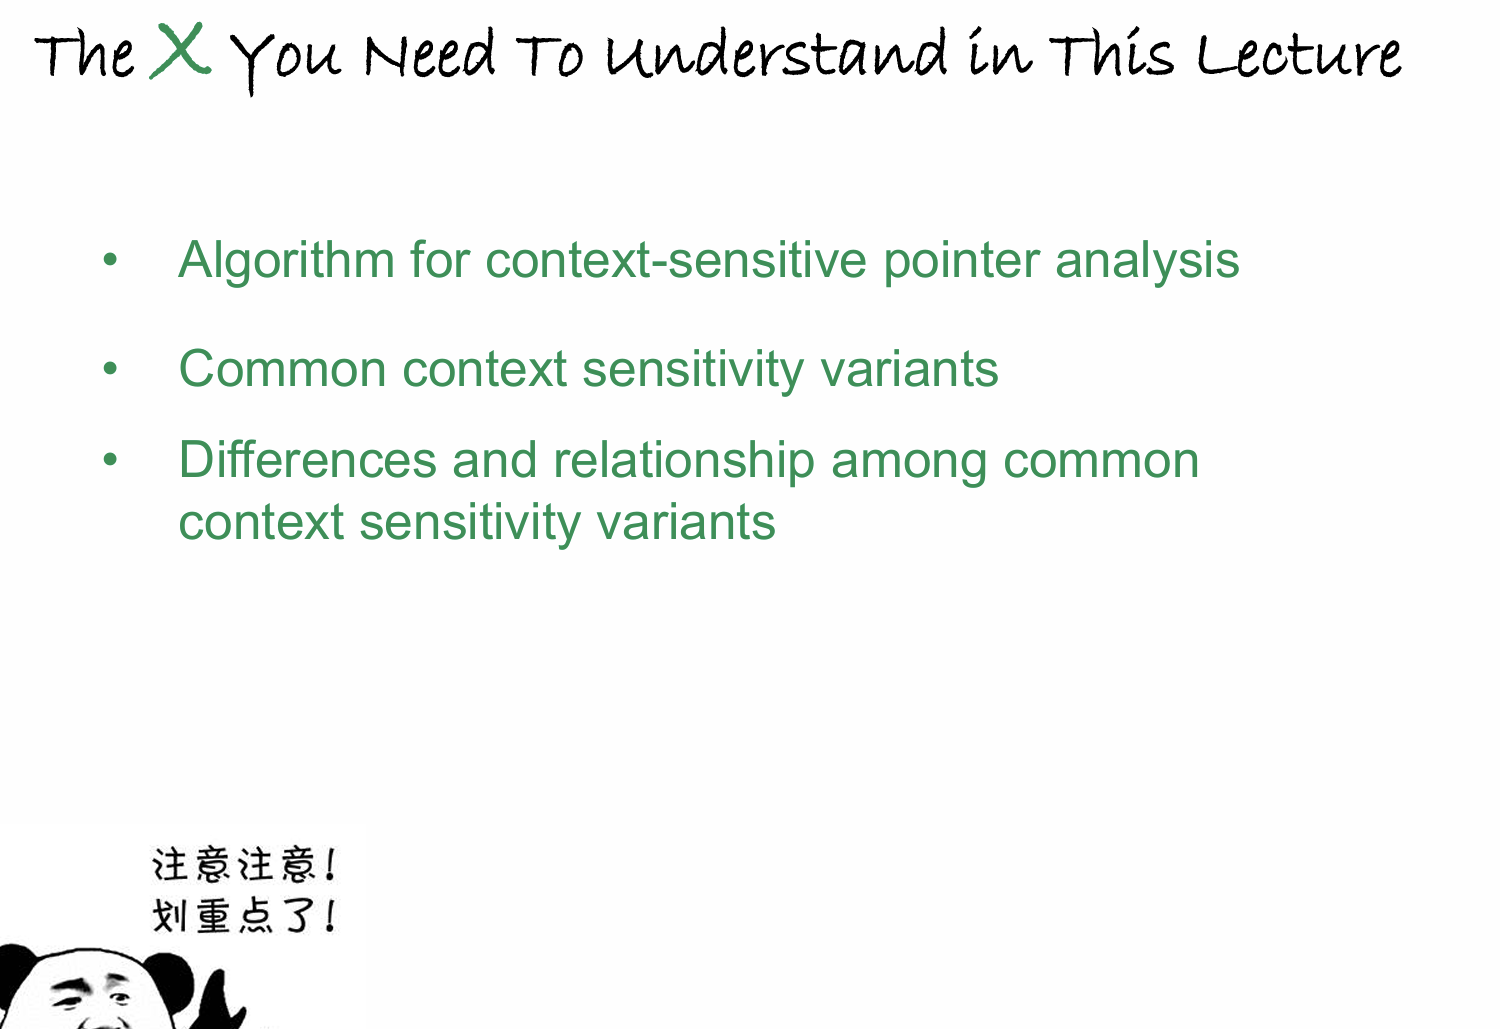 The X You Need To Understand in This Lecture
• Algorithm for context-sensitive pointer analysis
• Common context sensitivity variants
• Differences and relationship among common
context sensitivity variants
注意注意!
划重点了!